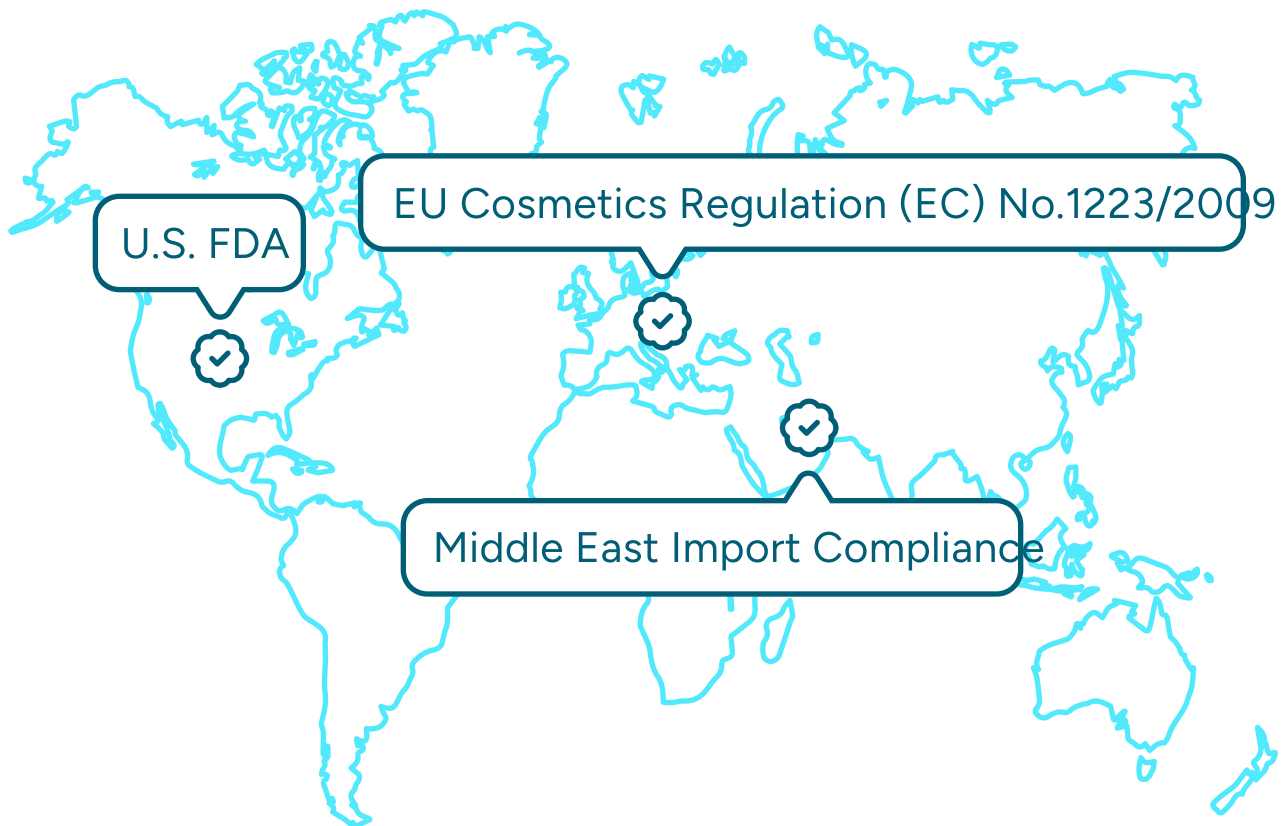 EU Cosmetics Regulation (EC) No.1223/2009
U.S. FDA
Middle East Import Compliance